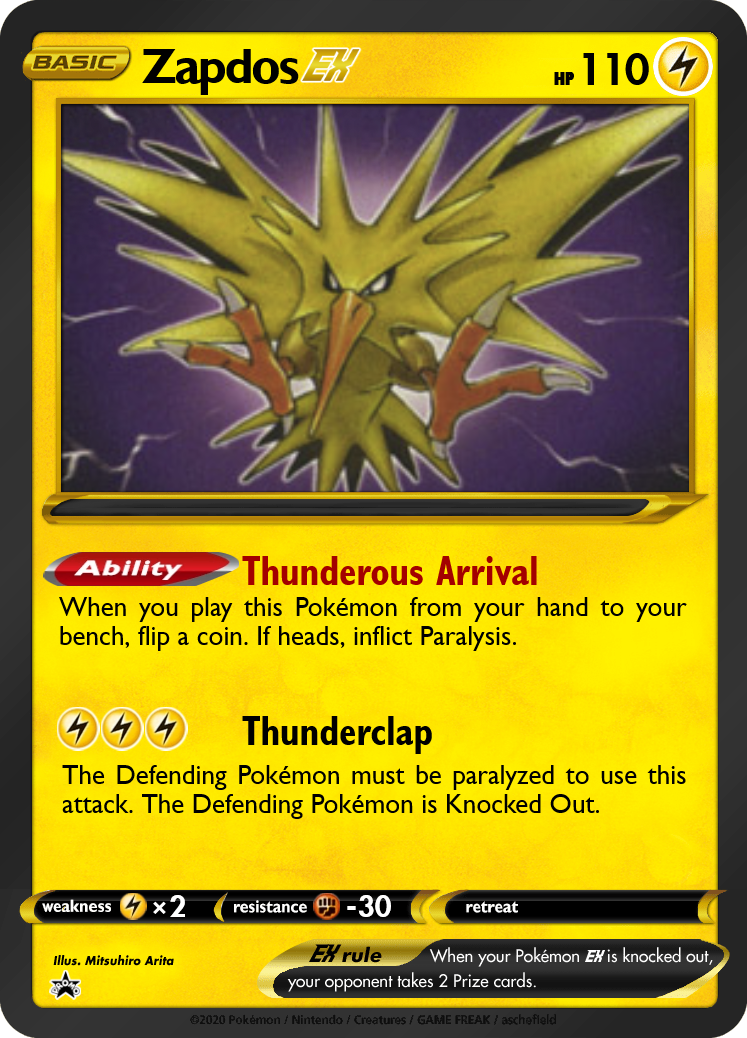 BASIC Zapdos EX HP 110
Ability Thunderous Arrival
When you play this Pokémon from your hand to your
bench, flip a coin. If heads, inflict Paralysis.
Thunderclap
The Defending Pokémon must be paralyzed to use this
attack. The Defending Pokémon is Knocked Out.
weakness ×2 resistance -30 retreat
Illus. Mitsuhiro Arita
EX rule When your Pokémon EX is knocked out,
your opponent takes 2 Prize cards.
PROMO
©2020 Pokémon / Nintendo / Creatures / GAME FREAK / aschefield